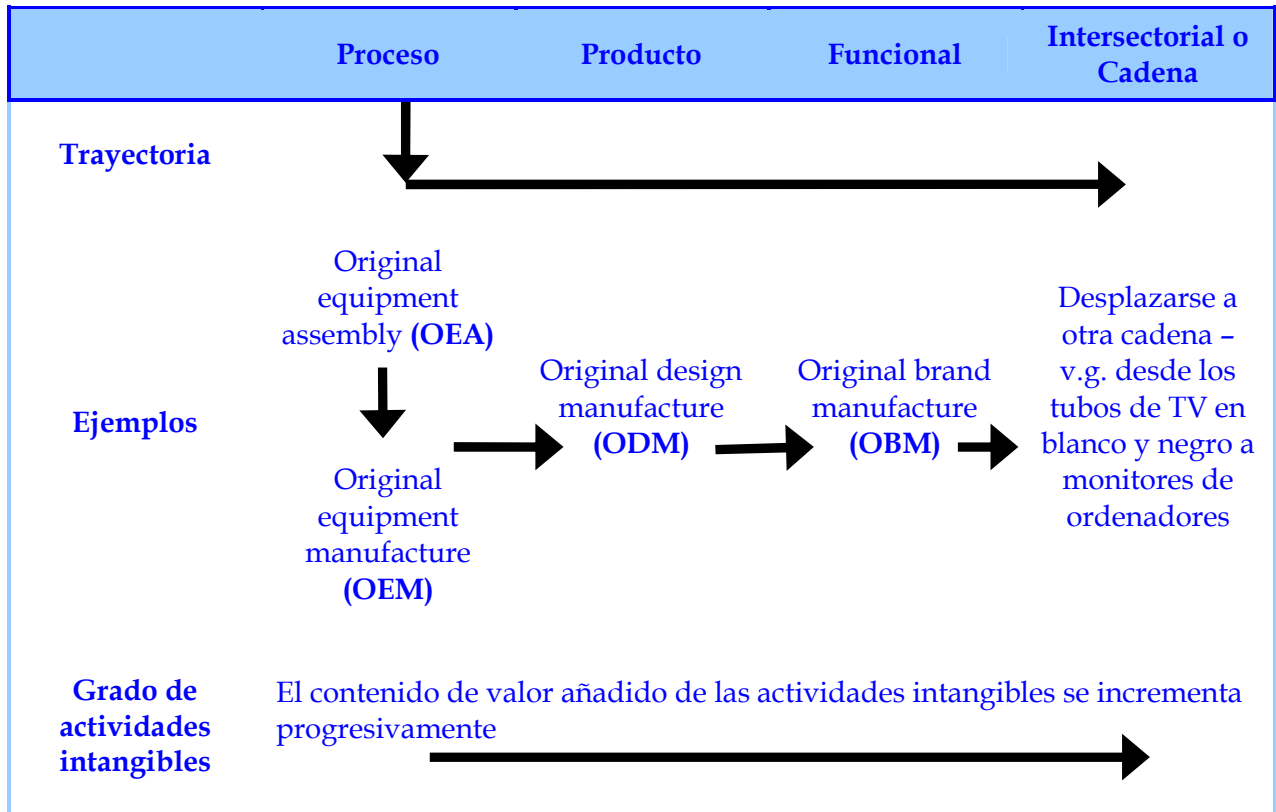 Proceso
Producto
Funcional
Intersectorial o
Cadena
Trayectoria
Ejemplos
Original
equipment
assembly (OEA)
Original
equipment
manufacture
(OEM)
Original design
manufacture
(ODM)
Original brand
manufacture
(OBM)
Desplazarse a
otra cadena –
v.g. desde los
tubos de TV en
blanco y negro a
monitores de
ordenadores
Grado de
actividades
intangibles
El contenido de valor añadido de las actividades intangibles se incrementa
progresivamente